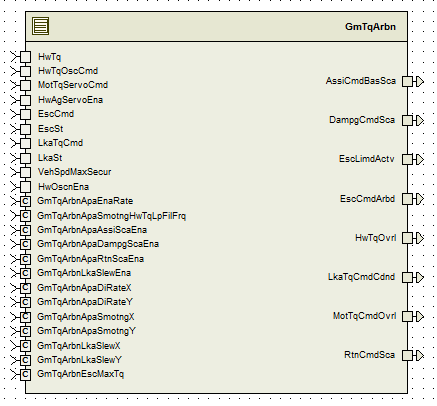 GmTqArbn
HwTq
HwTqOscCmd
MotTqServoCmd
HwAgServoEna
EscCmd
EscSt
LkaTqCmd
LkaSt
VehSpdMaxSecur
HwOscnEna
C GmTqArbnApaEnaRate
C GmTqArbnApaSmotngHwTqLpFilFrq
C GmTqArbnApaAssiScaEna
C GmTqArbnApaDampgScaEna
C GmTqArbnApaRtnScaEna
C GmTqArbnLkaSlewEna
C GmTqArbnApaDiRateX
C GmTqArbnApaDiRateY
C GmTqArbnApaSmotngX
C GmTqArbnApaSmotngY
C GmTqArbnLkaSlewX
C GmTqArbnLkaSlewY
C GmTqArbnEscMaxTq
AssiCmdBasSca
DampgCmdSca
EscLimdActv
EscCmdArbd
HwTqOvrl
LkaTqCmdCdnd
MotTqCmdOvrl
RtnCmdSca